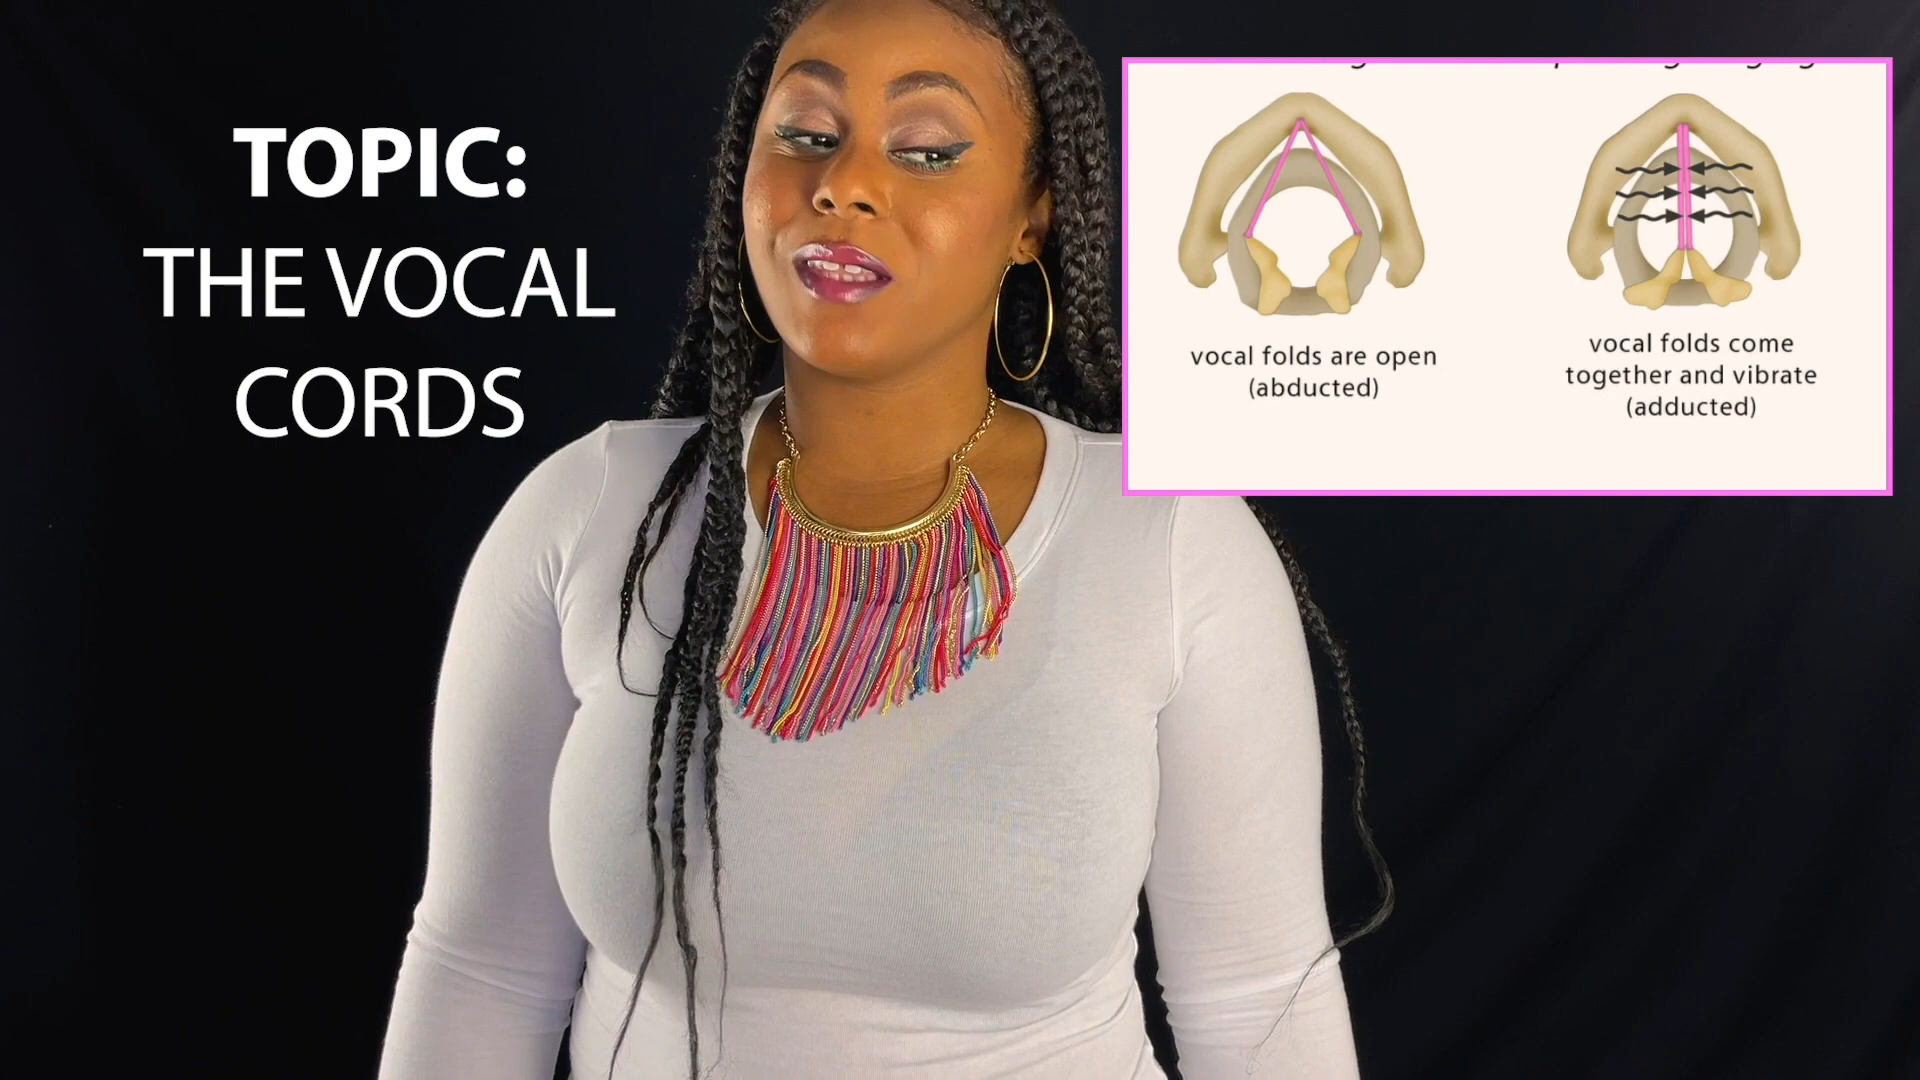 TOPIC:
THE VOCAL
CORDS
vocal folds are open
(abducted)
vocal folds come
together and vibrate
(adducted)